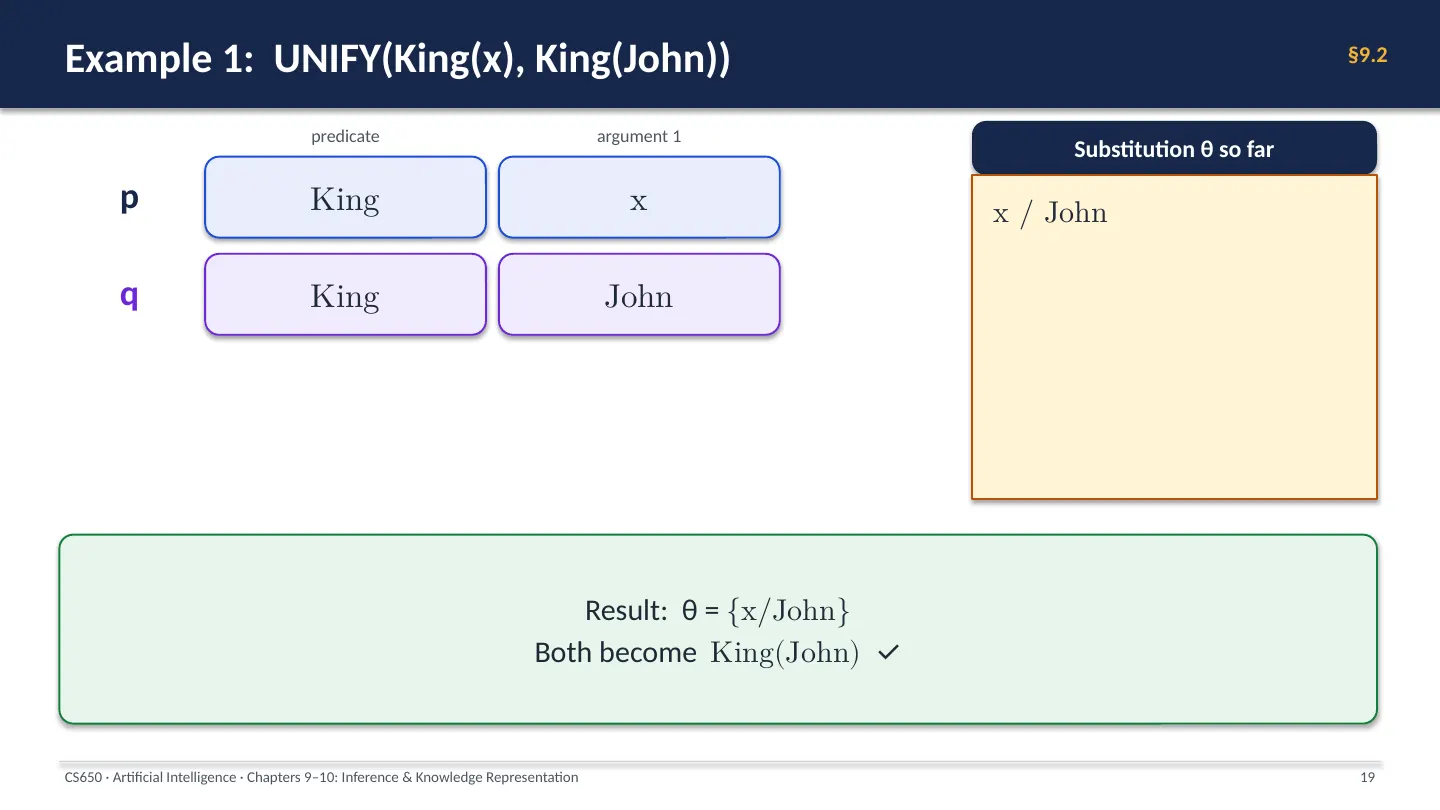 Example 1:  UNIFY(King(x), King(John))
§9.2
predicate
argument 1
p
King
x
q
King
John
Substitution θ so far
x / John
Result:  θ = {x/John}
Both become  King(John)  ✓
CS650 · Artificial Intelligence · Chapters 9–10: Inference & Knowledge Representation
19